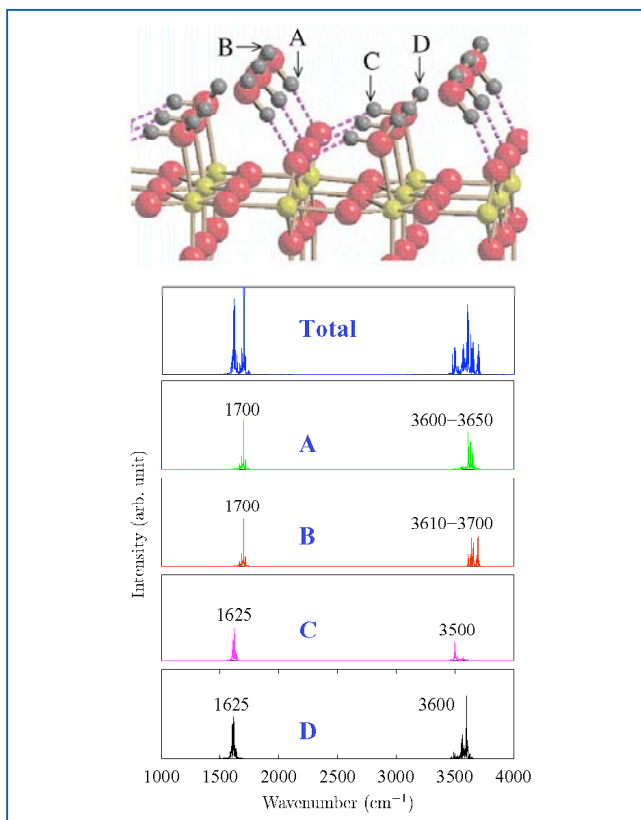 B A C D
Total
1700 3600−3650
A
1700 3610−3700
B
1625 3500
C
1625 3600
D
Intensity (arb. unit)
1000 1500 2000 2500 3000 3500 4000
Wavenumber (cm⁻¹)